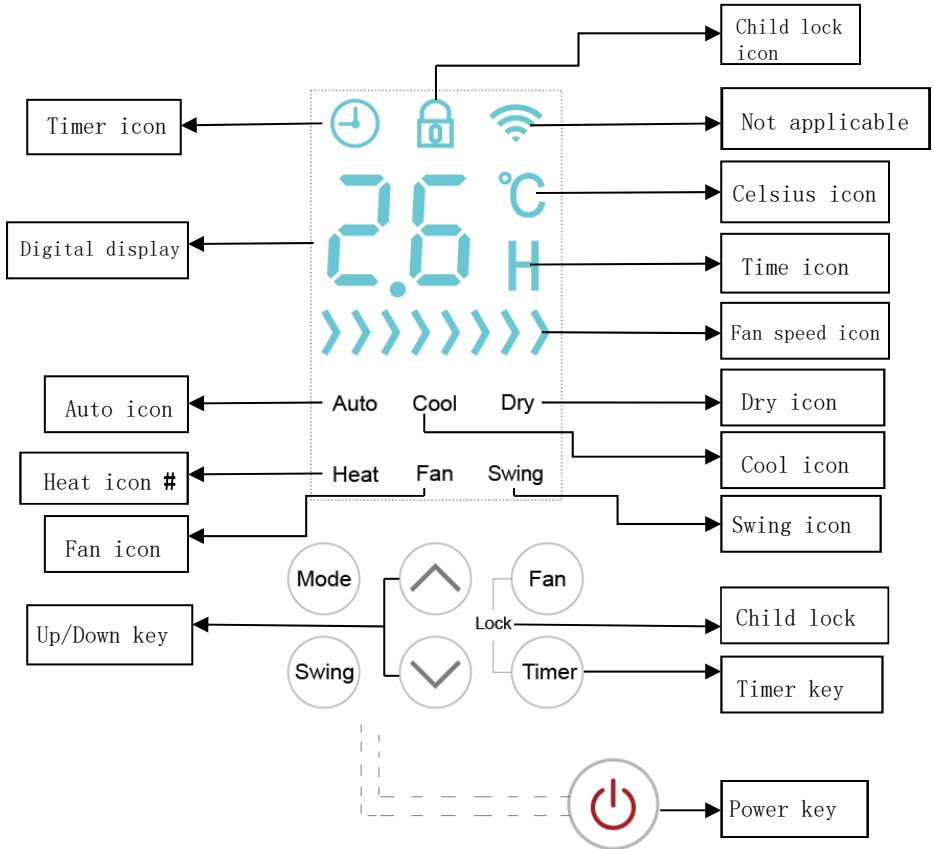 Child lock
icon
Timer icon
Not applicable
2.6
℃
Celsius icon
Digital display
H
Time icon
Fan speed icon
Auto icon
Auto Cool Dry
Dry icon
Heat icon #
Heat Fan Swing
Cool icon
Fan icon
Swing icon
Mode
Fan
Up/Down key
Lock
Child lock
Swing
Timer
Timer key
Power key